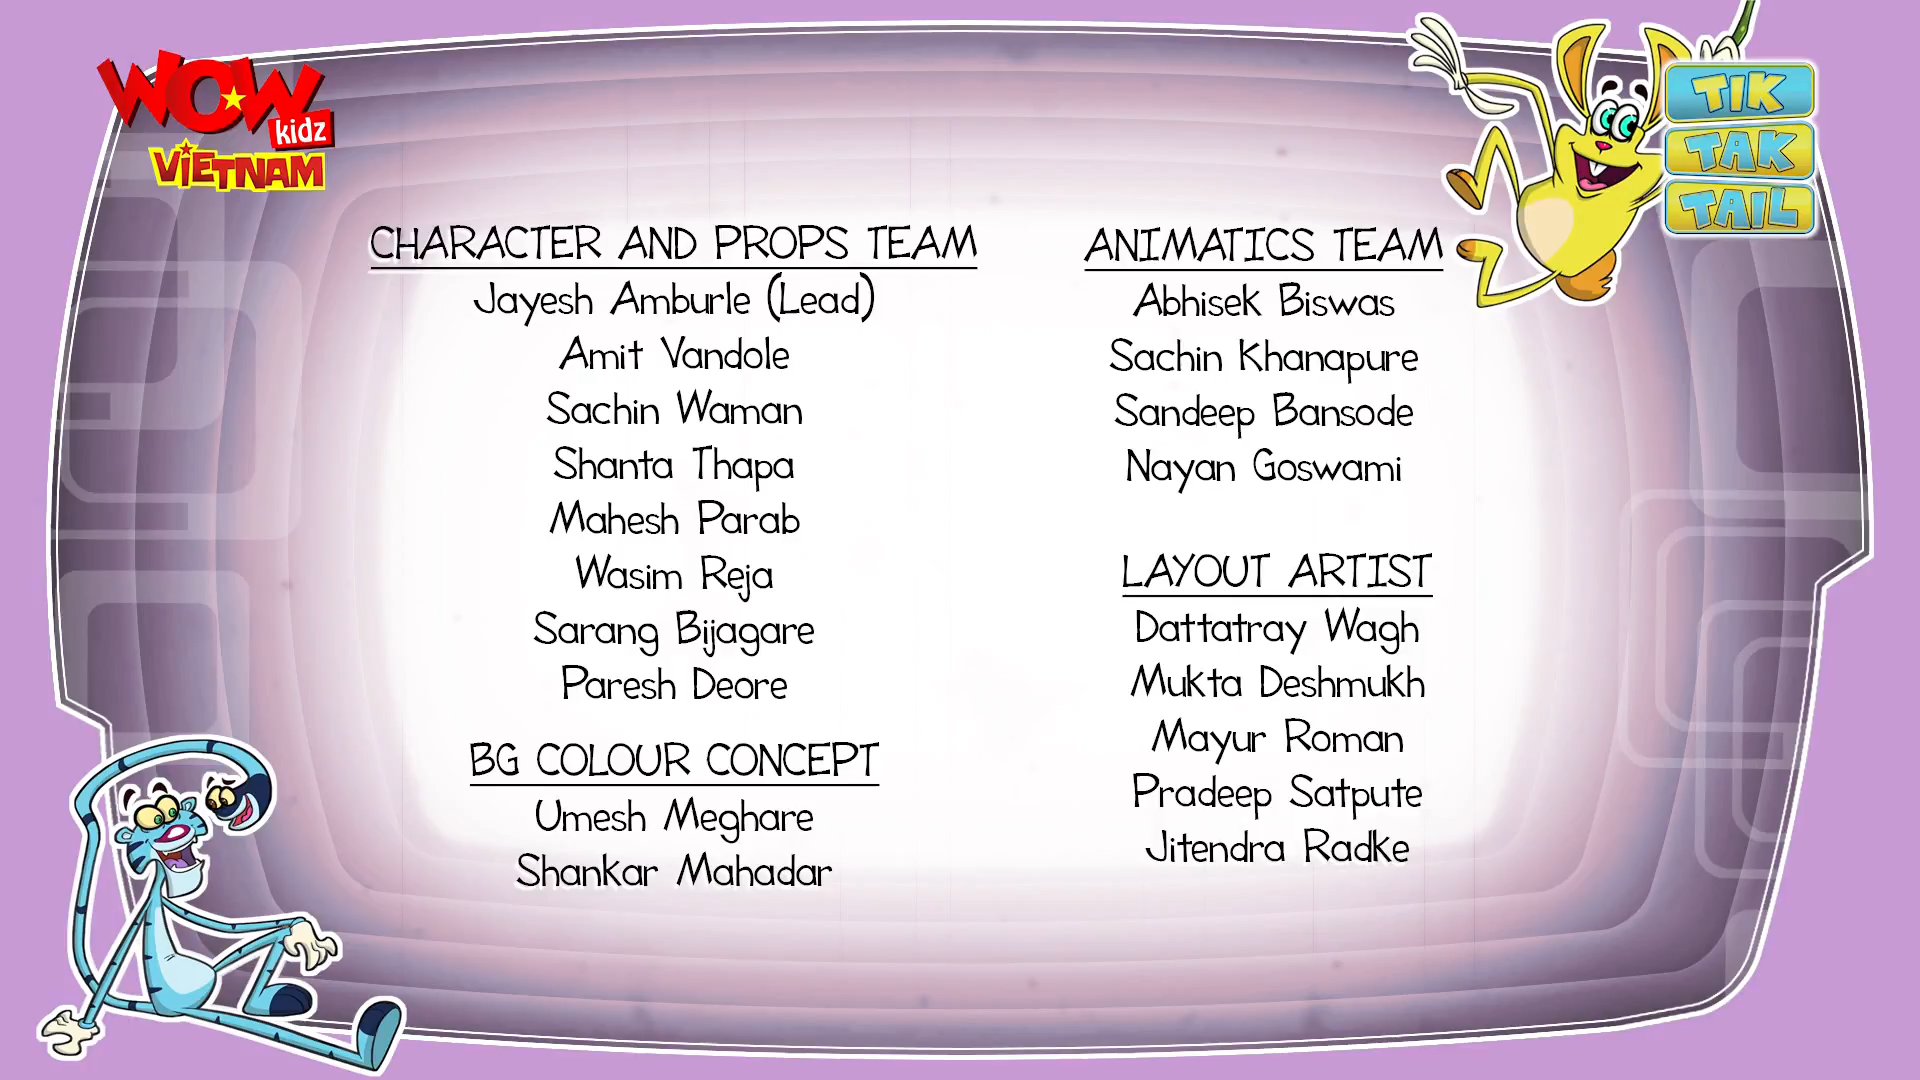 WOW
kidz
VIETNAM
TIK
TAK
TAIL
CHARACTER AND PROPS TEAM
Jayesh Amburle (Lead)
Amit Vandole
Sachin Waman
Shanta Thapa
Mahesh Parab
Wasim Reja
Sarang Bijagare
Paresh Deore
BG COLOUR CONCEPT
Umesh Meghare
Shankar Mahadar
ANIMATICS TEAM
Abhisek Biswas
Sachin Khanapure
Sandeep Bansode
Nayan Goswami
LAYOUT ARTIST
Dattatray Wagh
Mukta Deshmukh
Mayur Roman
Pradeep Satpute
Jitendra Radke